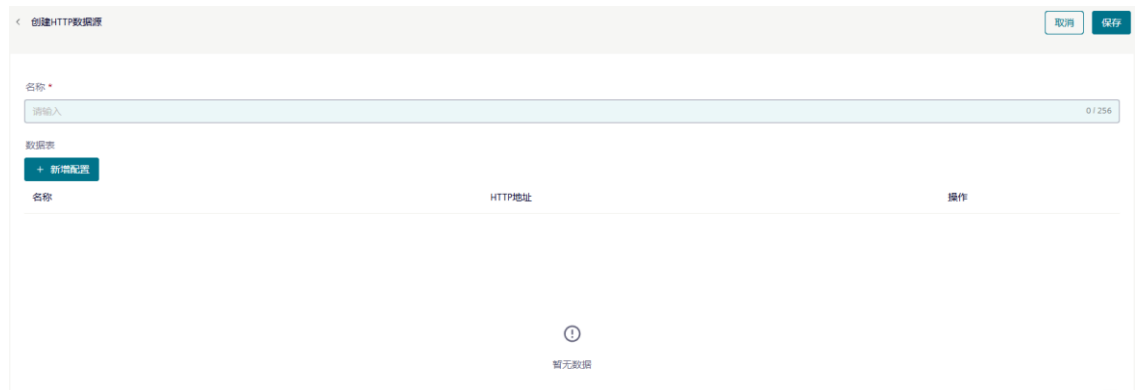 创建HTTP数据源
取消
保存
名称 *
请输入
0 / 256
数据表
+ 新增配置
名称
HTTP地址
操作
暂无数据